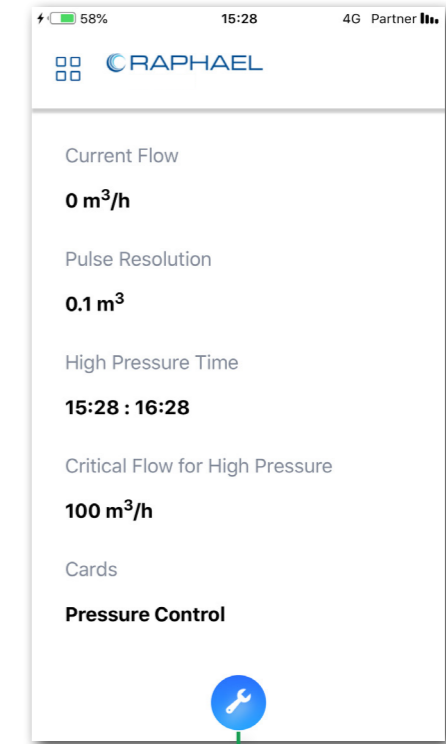 58% 15:28 4G Partner
RAPHAEL
Current Flow
0 m³/h
Pulse Resolution
0.1 m³
High Pressure Time
15:28 : 16:28
Critical Flow for High Pressure
100 m³/h
Cards
Pressure Control